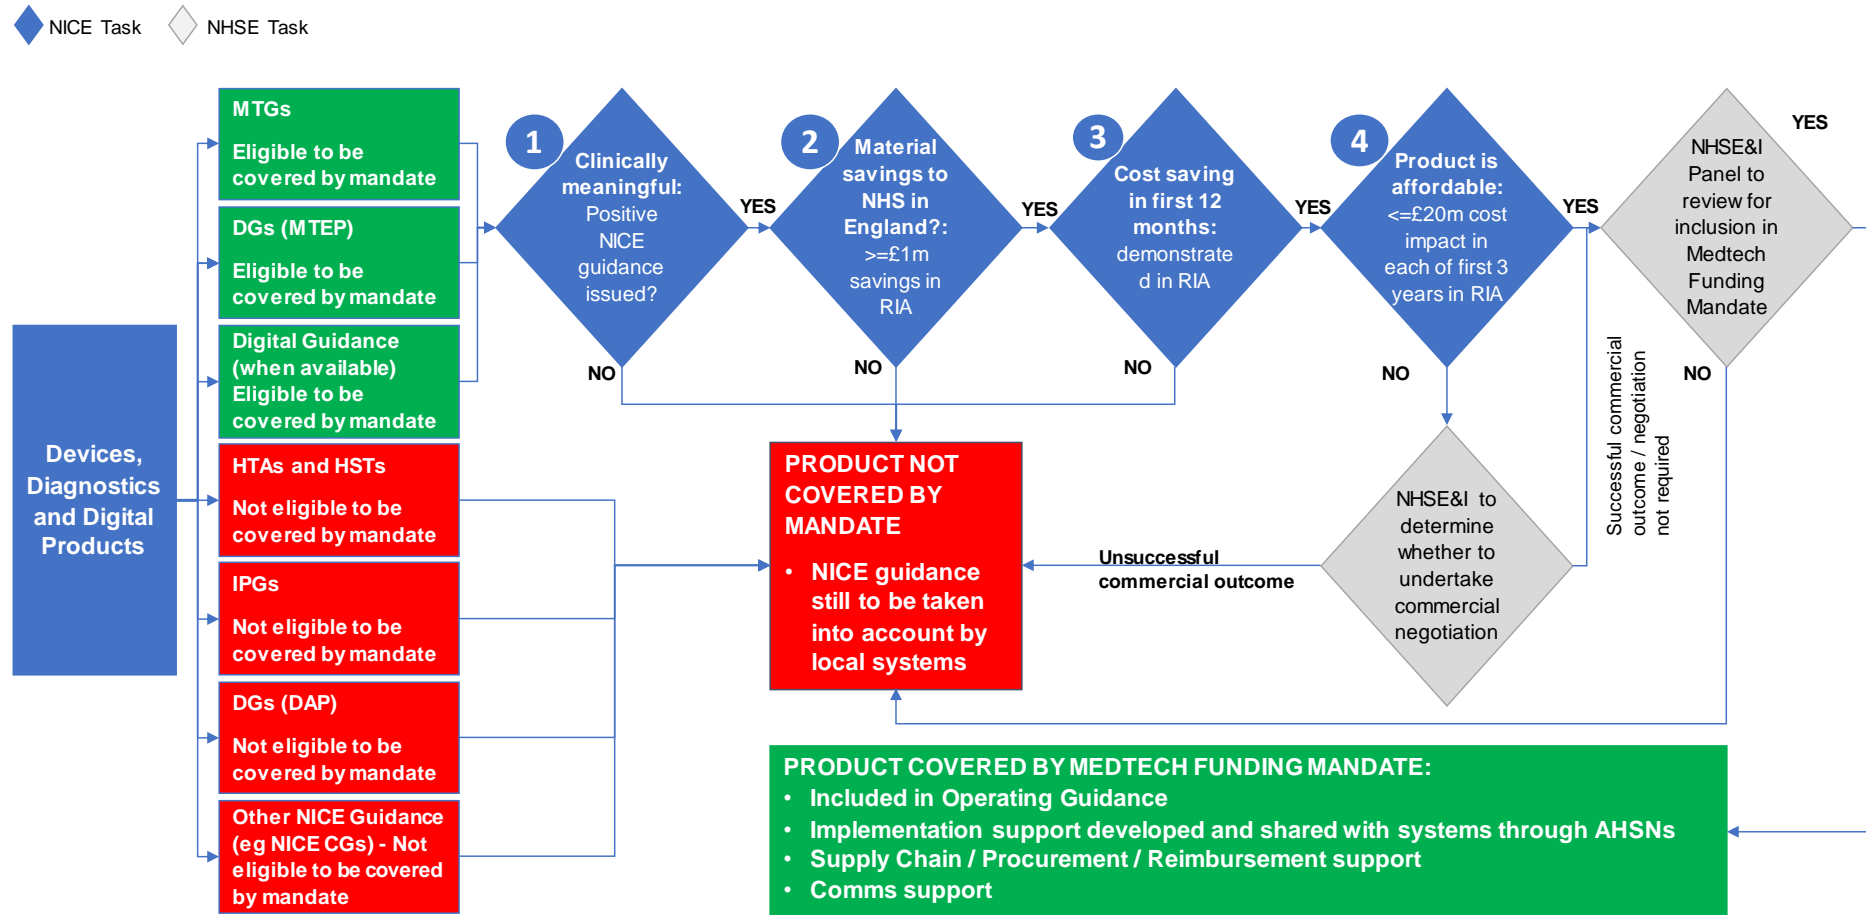 NICE Task
NHSE Task
Devices,
Diagnostics
and Digital
Products
MTGs
Eligible to be
covered by mandate
DGs (MTEP)
Eligible to be
covered by mandate
Digital Guidance
(when available)
Eligible to be
covered by mandate
HTAs and HSTs
Not eligible to be
covered by mandate
IPGs
Not eligible to be
covered by mandate
DGs (DAP)
Not eligible to be
covered by mandate
Other NICE Guidance
(eg NICE CGs) - Not
eligible to be covered
by mandate
1
Clinically
meaningful:
Positive
NICE
guidance
issued?
YES
NO
2
Material
savings to
NHS in
England?:
>=£1m
savings in
RIA
YES
NO
3
Cost saving
in first 12
months:
demonstrate
d in RIA
YES
NO
4
Product is
affordable:
<=£20m cost
impact in
each of first 3
years in RIA
YES
NO
NHSE&I
Panel to
review for
inclusion in
Medtech
Funding
Mandate
YES
NO
Successful commercial
outcome / negotiation
not required
NHSE&I to
determine
whether to
undertake
commercial
negotiation
Unsuccessful
commercial outcome
PRODUCT NOT
COVERED BY
MANDATE
• NICE guidance
still to be taken
into account by
local systems
PRODUCT COVERED BY MEDTECH FUNDING MANDATE:
• Included in Operating Guidance
• Implementation support developed and shared with systems through AHSNs
• Supply Chain / Procurement / Reimbursement support
• Comms support